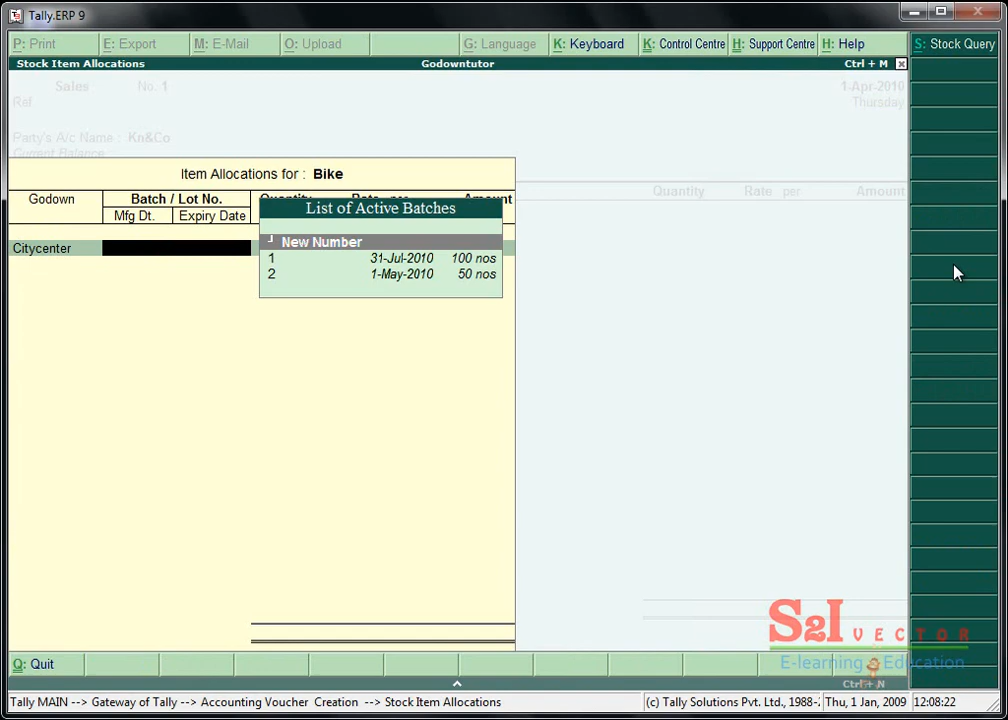 Tally.ERP 9
P: Print E: Export M: E-Mail O: Upload G: Language K: Keyboard K: Control Centre H: Support Centre H: Help S: Stock Query
Stock Item Allocations Godowntutor Ctrl + M
Sales No. 1 1-Apr-2010
Ref Thursday
Party's A/c Name : Kn&Co
Current Balance
Item Allocations for : Bike
Godown Batch / Lot No. Quantity Rate per Amount
Mfg Dt. Expiry Date
Quantity Rate per Amount
List of Active Batches
Citycenter
New Number
1 31-Jul-2010 100 nos
2 1-May-2010 50 nos
S2I VECTOR
E-learning & Education
Q: Quit
Ctrl + N
Tally MAIN --> Gateway of Tally --> Accounting Voucher Creation --> Stock Item Allocations (c) Tally Solutions Pvt. Ltd., 1988- Thu, 1 Jan, 2009 12:08:22